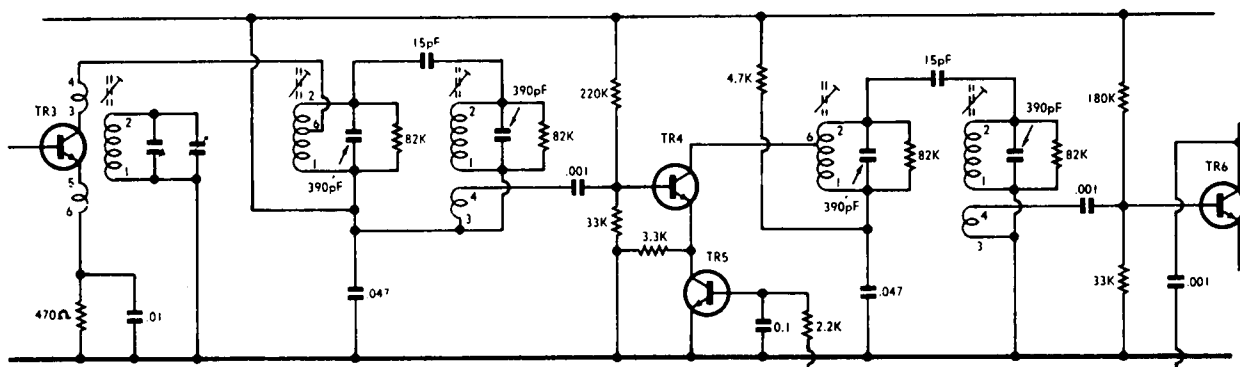 15pF
15pF
4
3
TR3
2
1
2
6
1
390pF
82K
390pF
2
1
82K
220K
4.7K
TR4
6
2
1
390pF
82K
390pF
2
1
82K
180K
TR6
5
6
4
3
.001
33K
3.3K
TR5
4
3
.001
33K
.001
470Ω
.01
.047
0.1
2.2K
.047